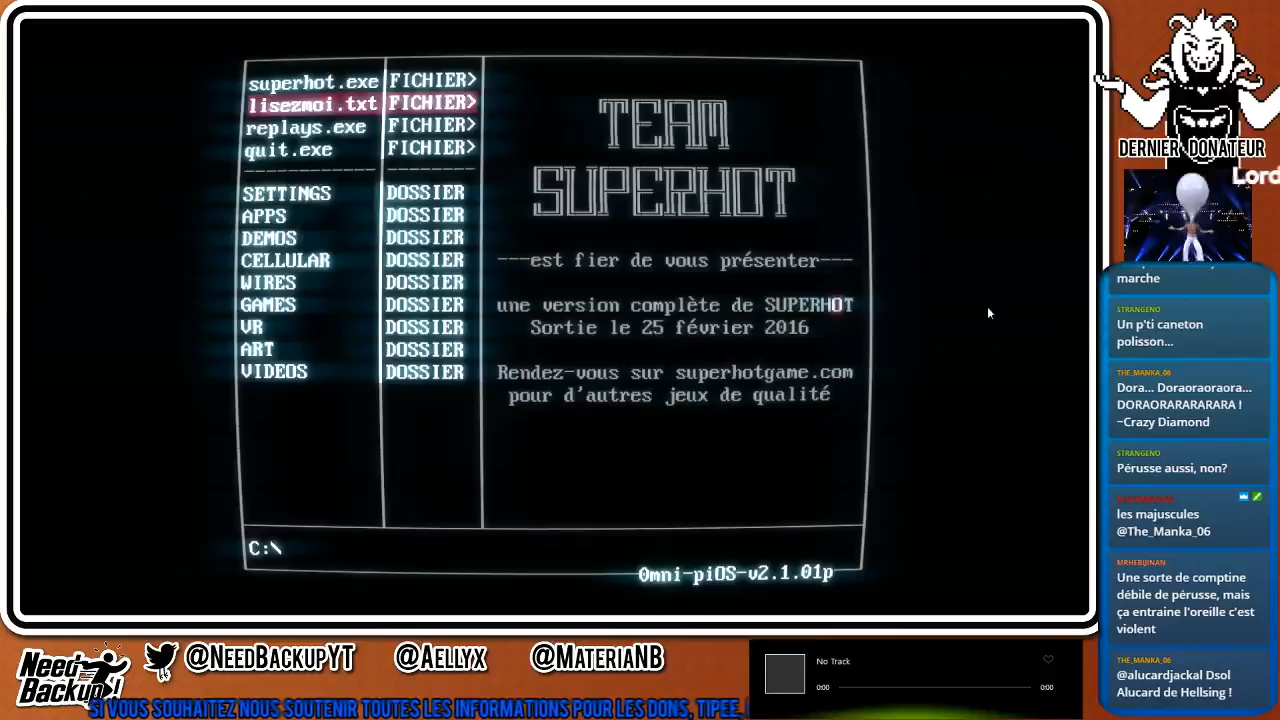 superhot.exe FICHIER>
lisezmoi.txt FICHIER>
replays.exe FICHIER>
quit.exe FICHIER>
SETTINGS DOSSIER
APPS DOSSIER
DEMOS DOSSIER
CELLULAR DOSSIER
WIRES DOSSIER
GAMES DOSSIER
VR DOSSIER
ART DOSSIER
VIDEOS DOSSIER
TEAM
SUPERHOT
---est fier de vous présenter---
une version complète de SUPERHOT
Sortie le 25 février 2016
Rendez-vous sur superhotgame.com
pour d'autres jeux de qualité
C:\
Omni-piOS-v2.1.01p
DERNIER DONATEUR
Lord
marche
STRANGENO
Un p'ti caneton
polisson...
THE_MANKA_06
Dora... Doraoraoraora...
DORAORARARARARA !
~Crazy Diamond
STRANGENO
Pérusse aussi, non?
les majuscules
@The_Manka_06
MRHEBIJINAN
Une sorte de comptine
débile de pérusse, mais
ça entraine l'oreille c'est
violent
THE_MANKA_06
@alucardjackal Dsol
Alucard de Hellsing !
Need
Backup!
@NeedBackupYT
@Aellyx
@MateriaNB
No Track
0:00
0:00
SI VOUS SOUHAITEZ NOUS SOUTENIR TOUTES LES INFORMATIONS POUR LES DONS, TIPEE,